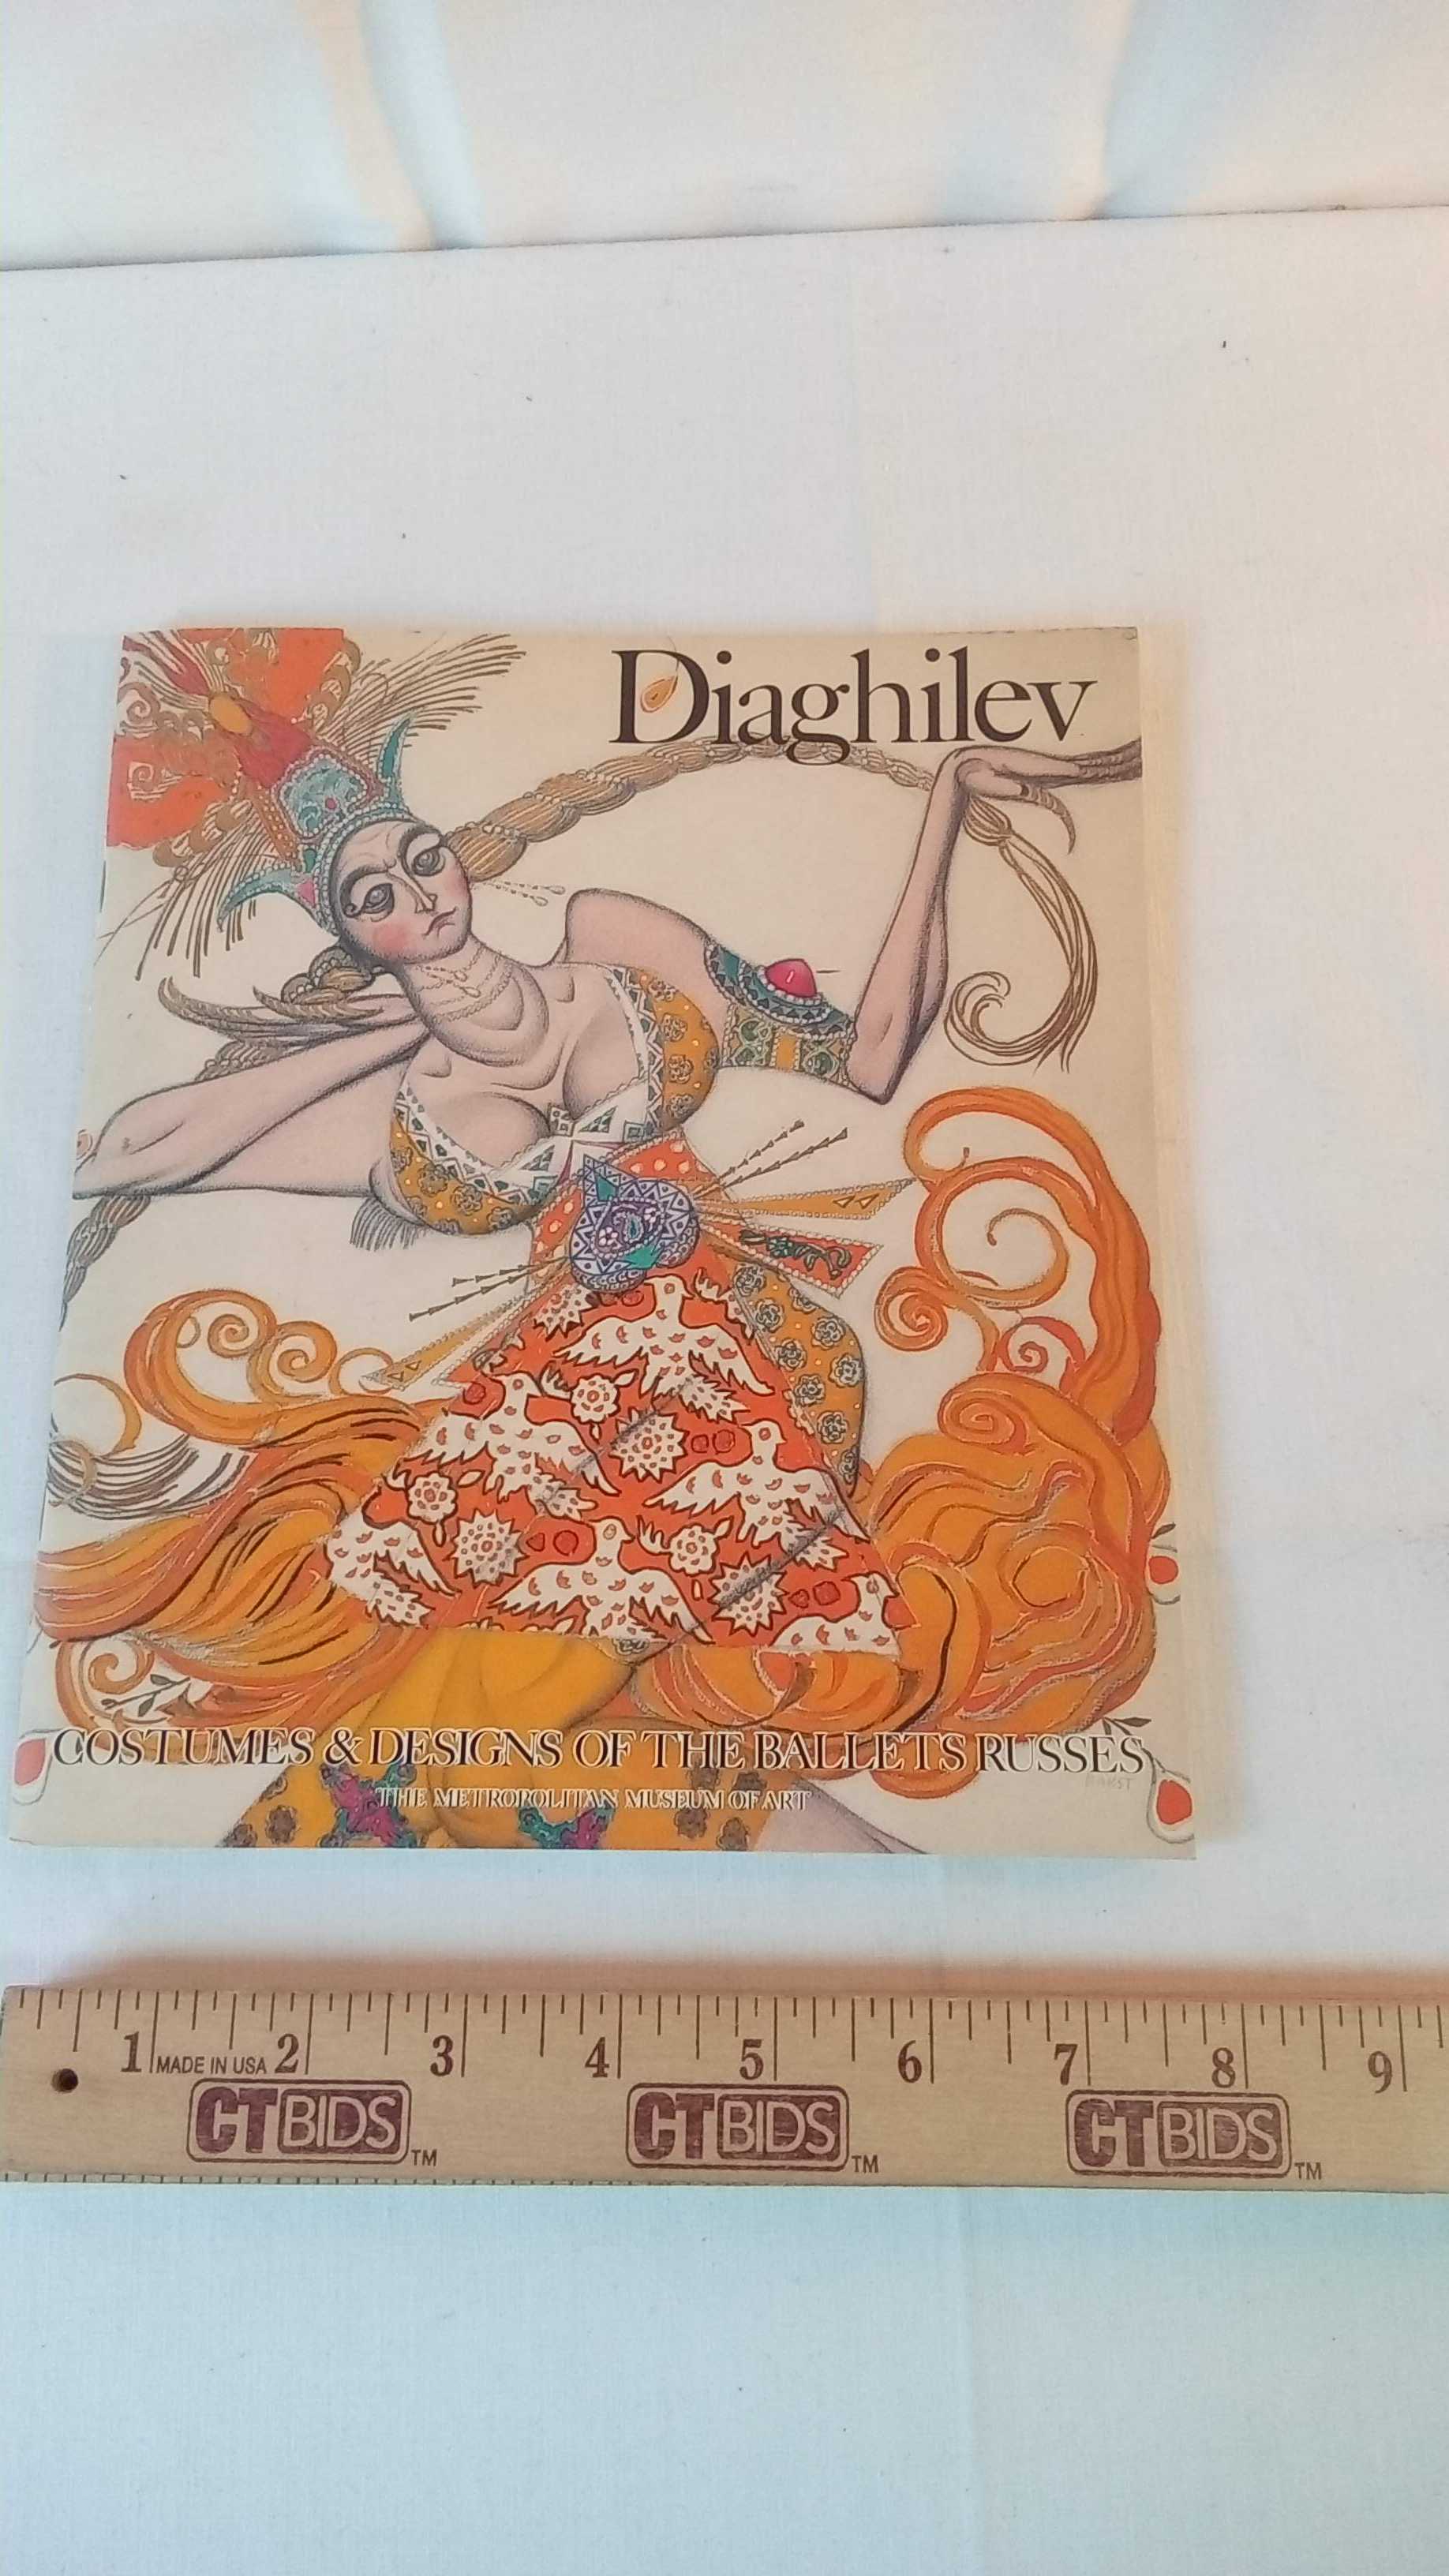 Diaghilev
COSTUMES & DESIGNS OF THE BALLETS RUSSES
BAKST
THE METROPOLITAN MUSEUM OF ART
1 2 3 4 5 6 7 8 9
MADE IN USA
CTBIDS TM CTBIDS TM CTBIDS TM